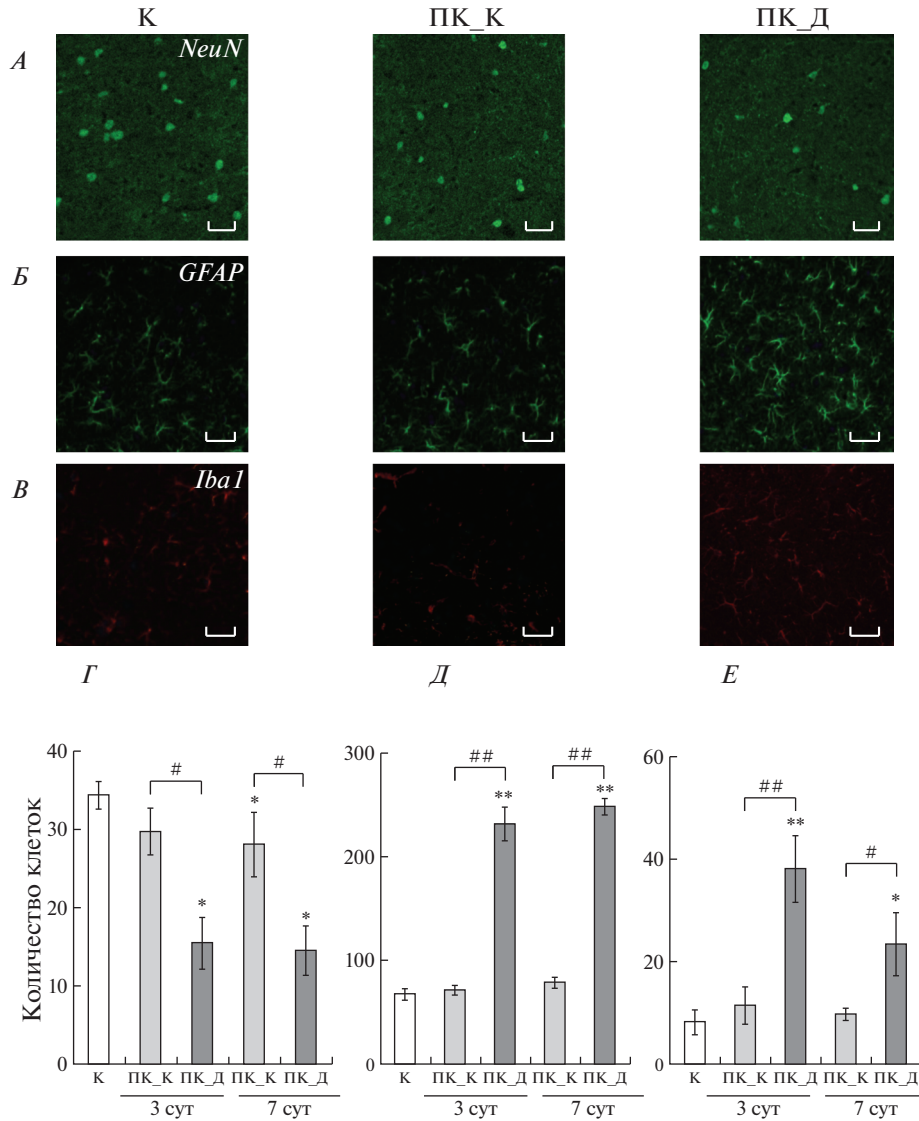 К ПК_К ПК_Д
А NeuN
Б GFAP
В Iba1
Г Д Е
Количество клеток
40
30
20
10
0
#
#
*
*
*
К ПК_К ПК_Д ПК_К ПК_Д
3 сут 7 сут
300
200
100
0
##
##
**
**
К ПК_К ПК_Д ПК_К ПК_Д
3 сут 7 сут
60
40
20
0
##
**
#
*
К ПК_К ПК_Д ПК_К ПК_Д
3 сут 7 сут